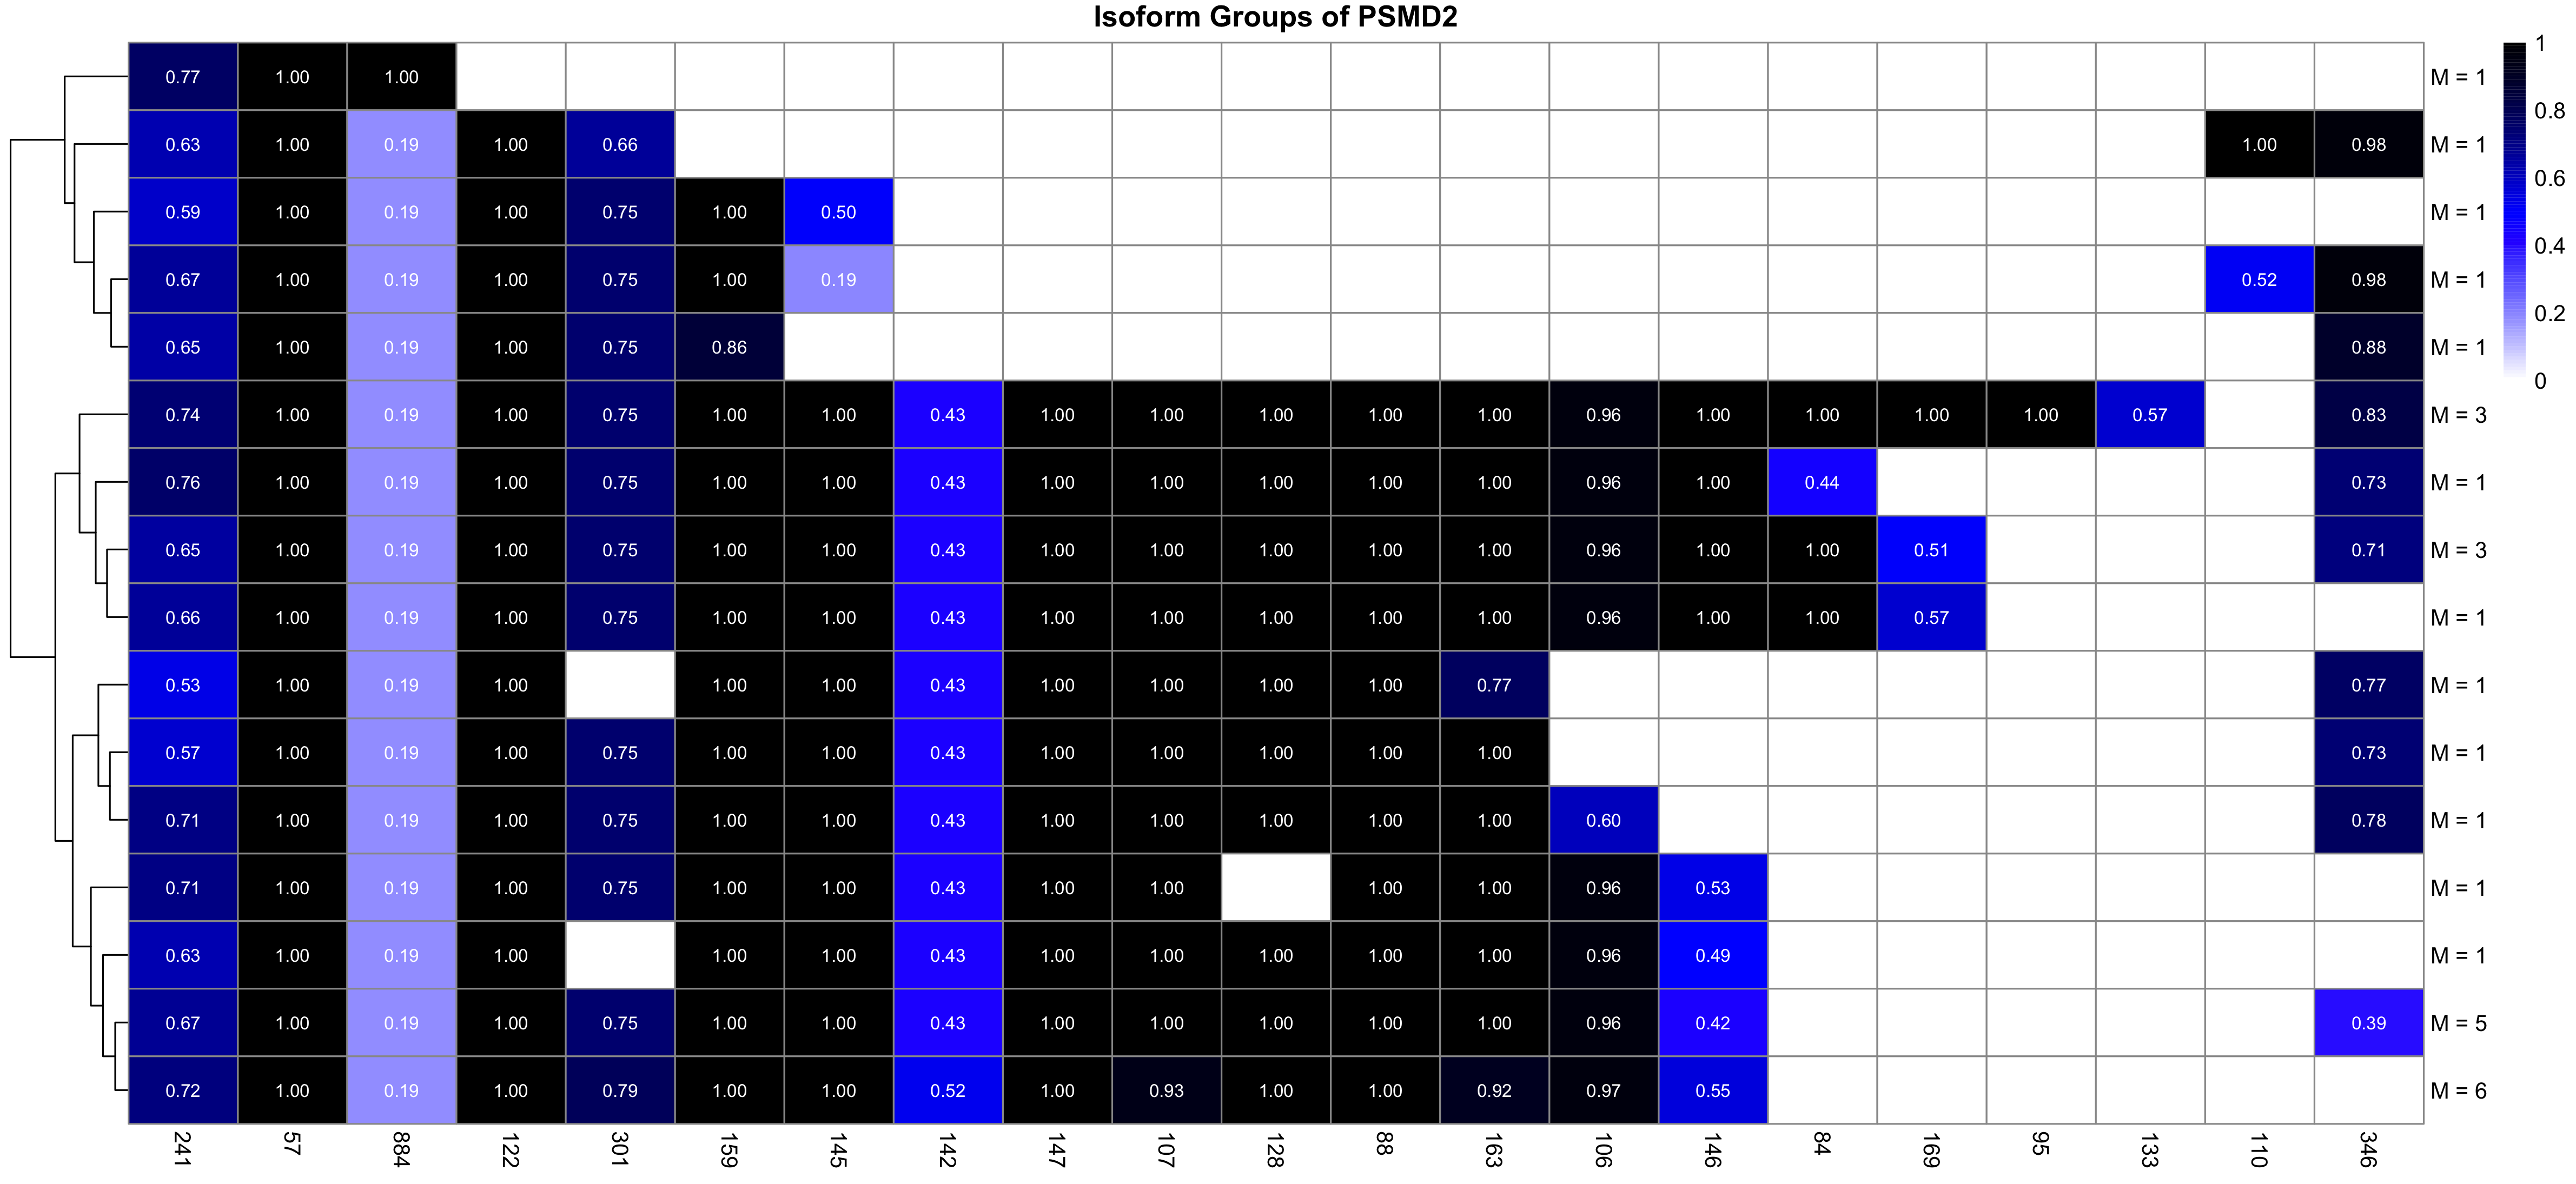 Isoform Groups of PSMD2
0.77 1.00 1.00 M = 1 1
0.63 1.00 0.19 1.00 0.66 1.00 0.98 M = 1 0.8
0.59 1.00 0.19 1.00 0.75 1.00 0.50 M = 1 0.6
0.67 1.00 0.19 1.00 0.75 1.00 0.19 0.52 0.98 M = 1 0.4
0.65 1.00 0.19 1.00 0.75 0.86 0.88 M = 1 0.2
0
0.74 1.00 0.19 1.00 0.75 1.00 1.00 0.43 1.00 1.00 1.00 1.00 1.00 0.96 1.00 1.00 1.00 1.00 0.57 0.83 M = 3
0.76 1.00 0.19 1.00 0.75 1.00 1.00 0.43 1.00 1.00 1.00 1.00 1.00 0.96 1.00 0.44 0.73 M = 1
0.65 1.00 0.19 1.00 0.75 1.00 1.00 0.43 1.00 1.00 1.00 1.00 1.00 0.96 1.00 1.00 0.51 0.71 M = 3
0.66 1.00 0.19 1.00 0.75 1.00 1.00 0.43 1.00 1.00 1.00 1.00 1.00 0.96 1.00 1.00 0.57 M = 1
0.53 1.00 0.19 1.00 1.00 1.00 0.43 1.00 1.00 1.00 1.00 0.77 0.77 M = 1
0.57 1.00 0.19 1.00 0.75 1.00 1.00 0.43 1.00 1.00 1.00 1.00 1.00 0.73 M = 1
0.71 1.00 0.19 1.00 0.75 1.00 1.00 0.43 1.00 1.00 1.00 1.00 1.00 0.60 0.78 M = 1
0.71 1.00 0.19 1.00 0.75 1.00 1.00 0.43 1.00 1.00 1.00 1.00 0.96 0.53 M = 1
0.63 1.00 0.19 1.00 1.00 1.00 0.43 1.00 1.00 1.00 1.00 1.00 0.96 0.49 M = 1
0.67 1.00 0.19 1.00 0.75 1.00 1.00 0.43 1.00 1.00 1.00 1.00 1.00 0.96 0.42 0.39 M = 5
0.72 1.00 0.19 1.00 0.79 1.00 1.00 0.52 1.00 0.93 1.00 1.00 0.92 0.97 0.55 M = 6
241 57 884 122 301 159 145 142 147 107 128 88 163 106 146 84 169 95 133 110 346